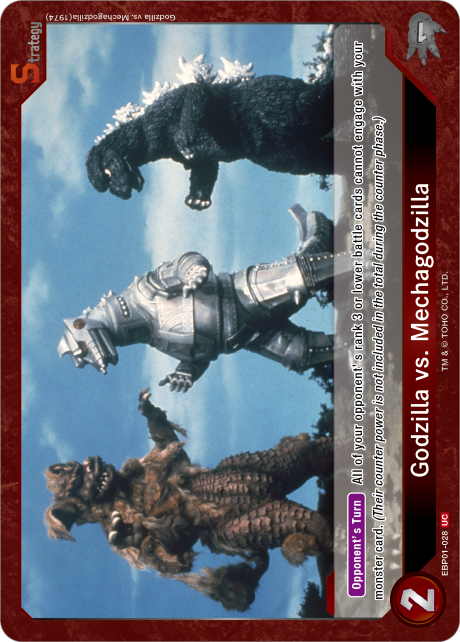 Strategy
Godzilla vs. Mechagodzilla(1974)
4
Opponent's Turn All of your opponent's rank 3 or lower battle cards cannot engage with your
monster card. (Their counter power is not included in the total during the counter phase.)
2
Godzilla vs. Mechagodzilla
EBP01-028 UC
TM & © TOHO CO., LTD.